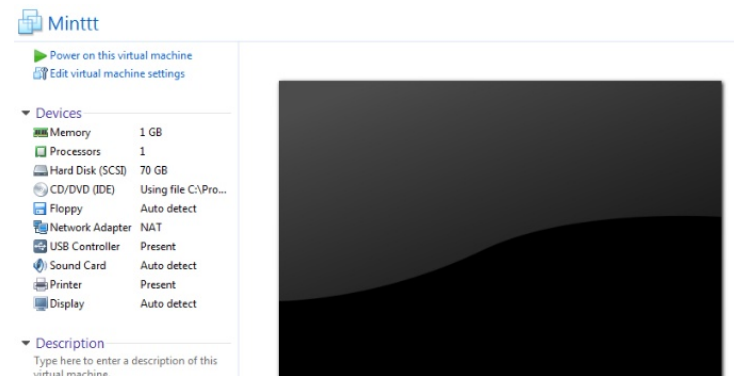 Minttt
Power on this virtual machine
Edit virtual machine settings
Devices
Memory 1 GB
Processors 1
Hard Disk (SCSI) 70 GB
CD/DVD (IDE) Using file C:\Pro...
Floppy Auto detect
Network Adapter NAT
USB Controller Present
Sound Card Auto detect
Printer Present
Display Auto detect
Description
Type here to enter a description of this
virtual machine